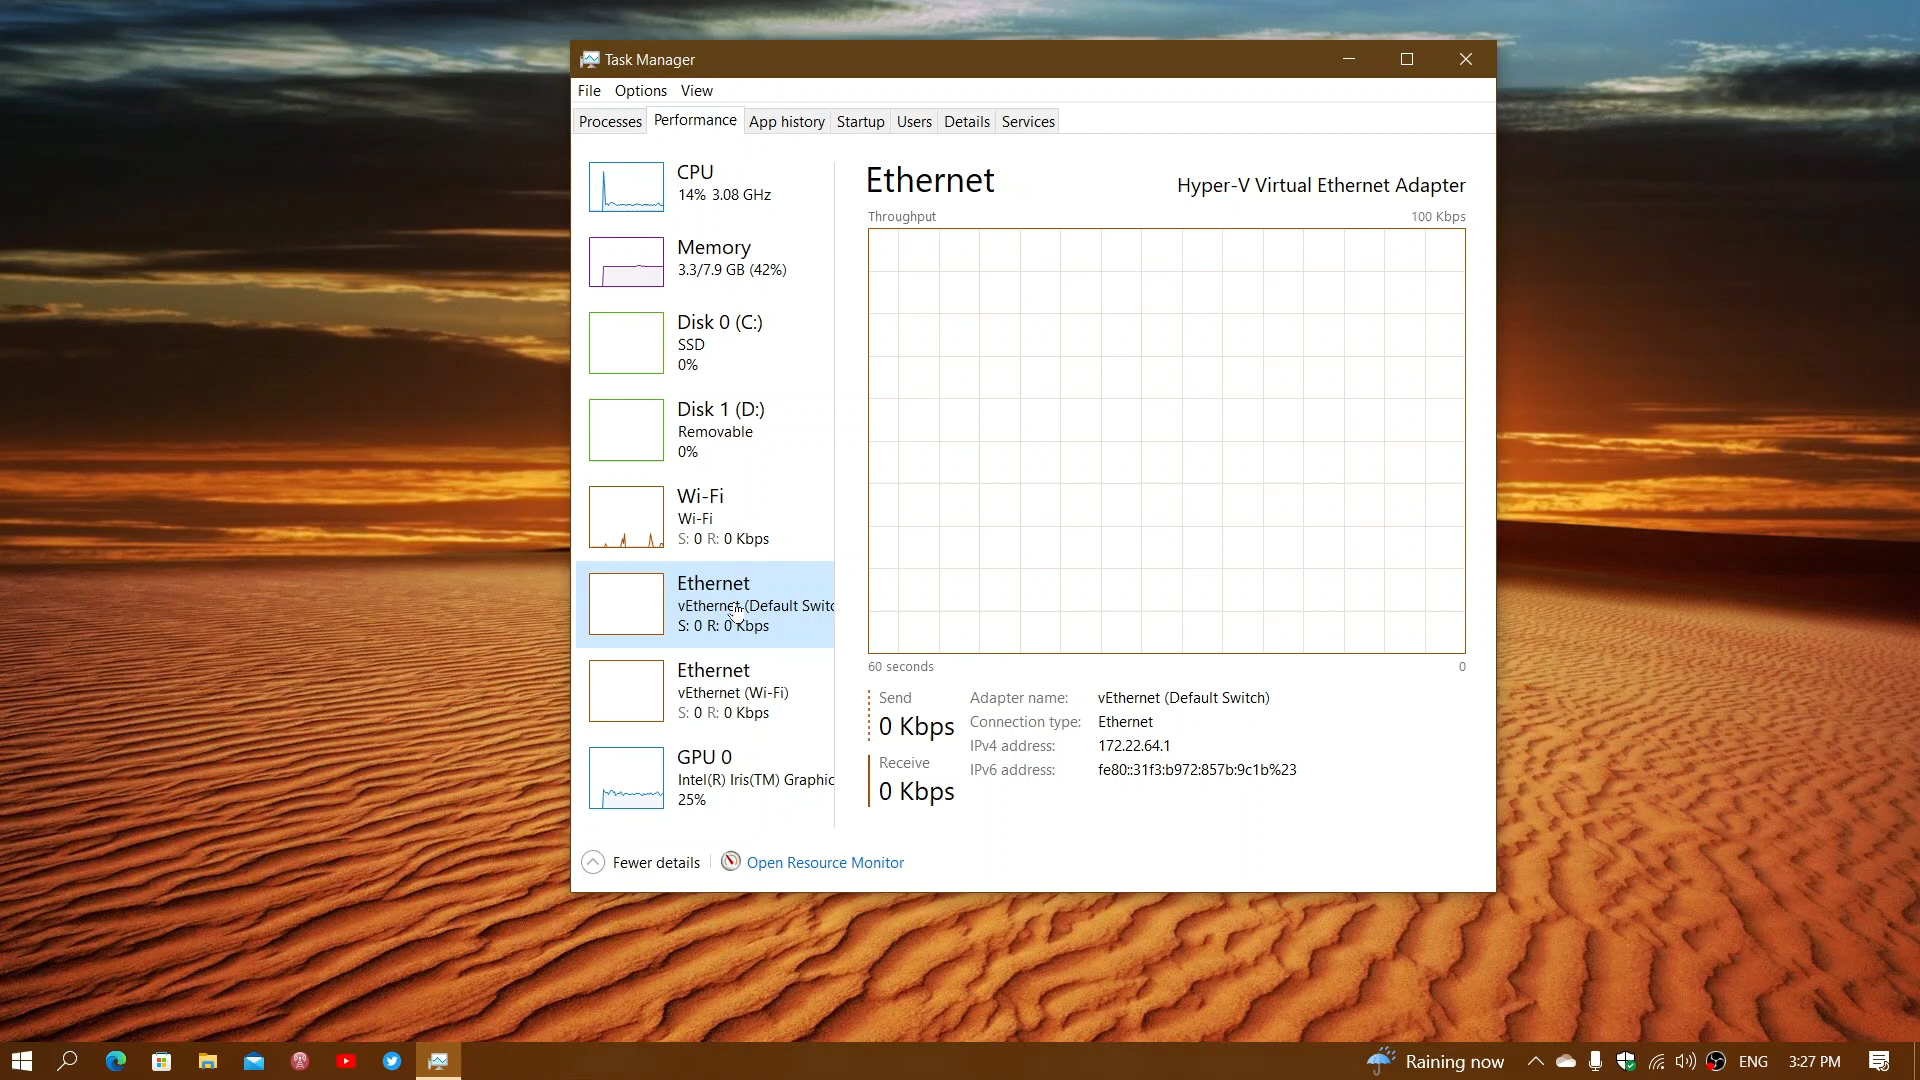 Task Manager
File Options View
Processes Performance App history Startup Users Details Services
CPU
14% 3.08 GHz
Memory
3.3/7.9 GB (42%)
Disk 0 (C:)
SSD
0%
Disk 1 (D:)
Removable
0%
Wi-Fi
Wi-Fi
S: 0 R: 0 Kbps
Ethernet
vEthernet (Default Switc
S: 0 R: 0 Kbps
Ethernet
vEthernet (Wi-Fi)
S: 0 R: 0 Kbps
GPU 0
Intel(R) Iris(TM) Graphic
25%
Ethernet Hyper-V Virtual Ethernet Adapter
Throughput 100 Kbps
60 seconds 0
Send
0 Kbps
Receive
0 Kbps
Adapter name: vEthernet (Default Switch)
Connection type: Ethernet
IPv4 address: 172.22.64.1
IPv6 address: fe80::31f3:b972:857b:9c1b%23
Fewer details Open Resource Monitor
Raining now ENG 3:27 PM